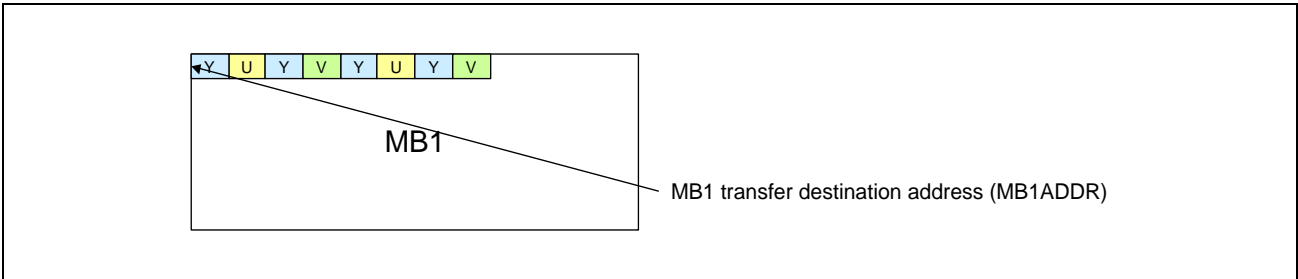 Y U Y V Y U Y V
MB1
MB1 transfer destination address (MB1ADDR)